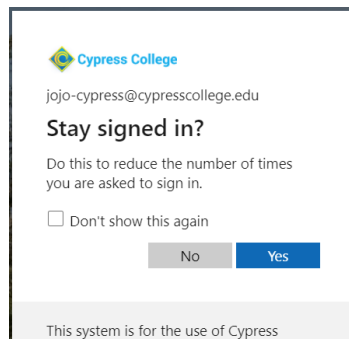 Cypress College
jojo-cypress@cypresscollege.edu
Stay signed in?
Do this to reduce the number of times
you are asked to sign in.
Don't show this again
No Yes
This system is for the use of Cypress